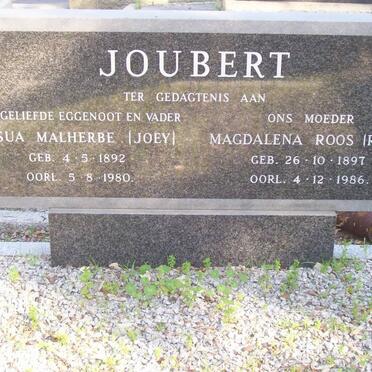 JOUBERT
TER GEDAGTENIS AAN
GELIEFDE EGGENOOT EN VADER
SUA MALHERBE [JOEY]
GEB. 4·5·1892
OORL. 5·8·1980.
ONS MOEDER
MAGDALENA ROOS
GEB. 26·10·1897
OORL. 4·12·1986.